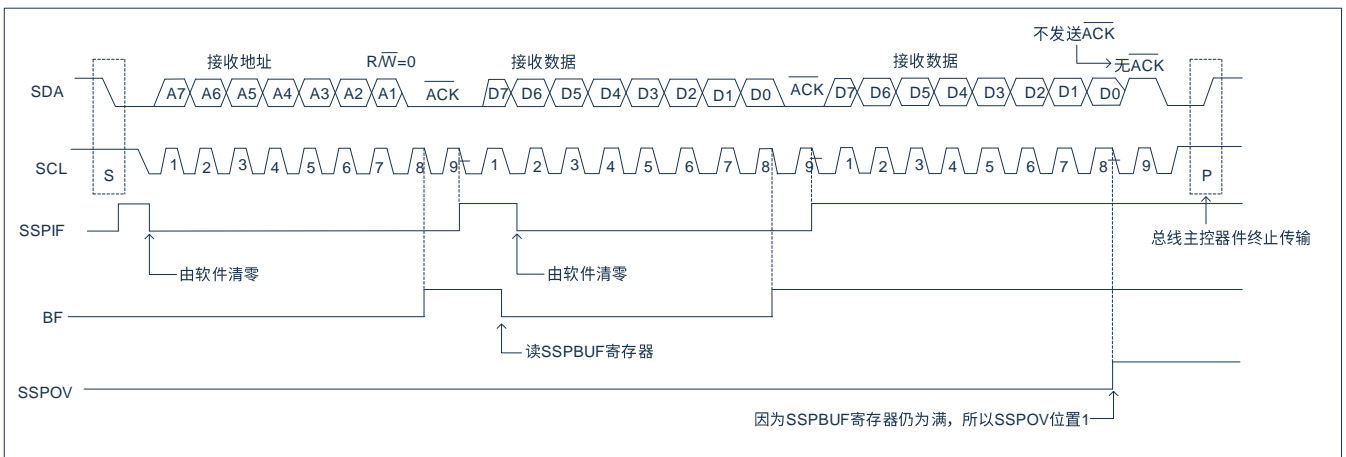 不发送ACK
接收地址 R/W=0 接收数据 接收数据 无ACK
SDA A7 A6 A5 A4 A3 A2 A1 ACK D7 D6 D5 D4 D3 D2 D1 D0 ACK D7 D6 D5 D4 D3 D2 D1 D0
SCL S 1 2 3 4 5 6 7 8 9 1 2 3 4 5 6 7 8 9 1 2 3 4 5 6 7 8 9 P
SSPIF
总线主控器件终止传输
由软件清零 由软件清零
BF
读SSPBUF寄存器
SSPOV
因为SSPBUF寄存器仍为满，所以SSPOV位置1